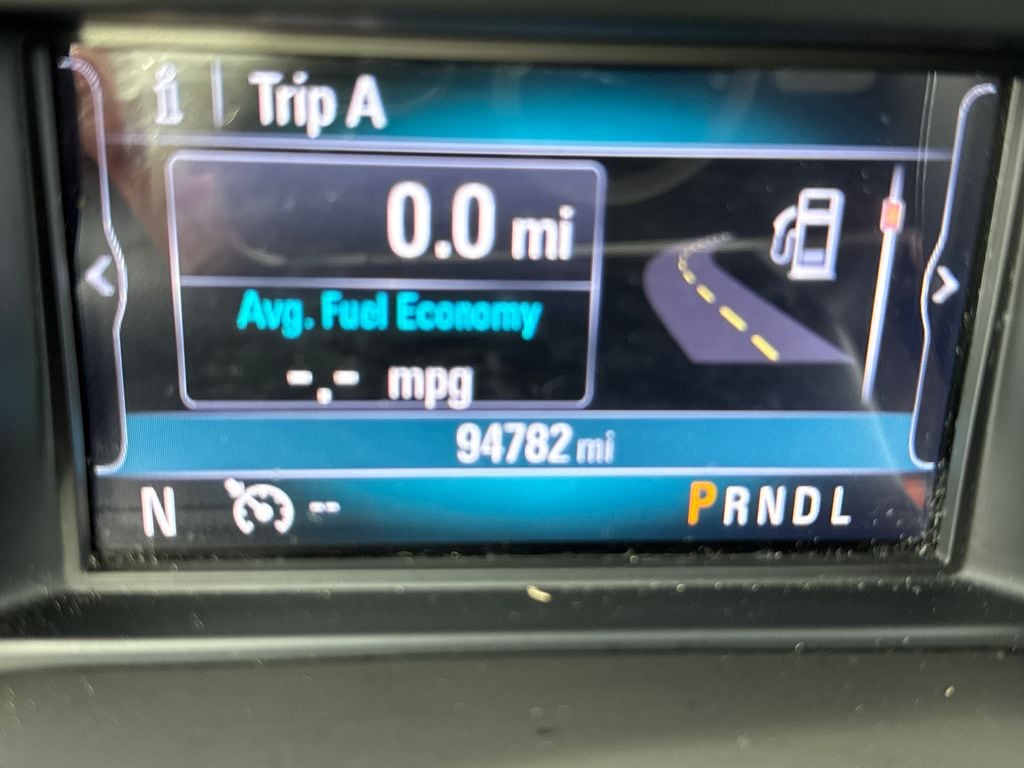 i | Trip A
0.0 mi
Avg. Fuel Economy
-.- mpg
94782 mi
N -- PRNDL